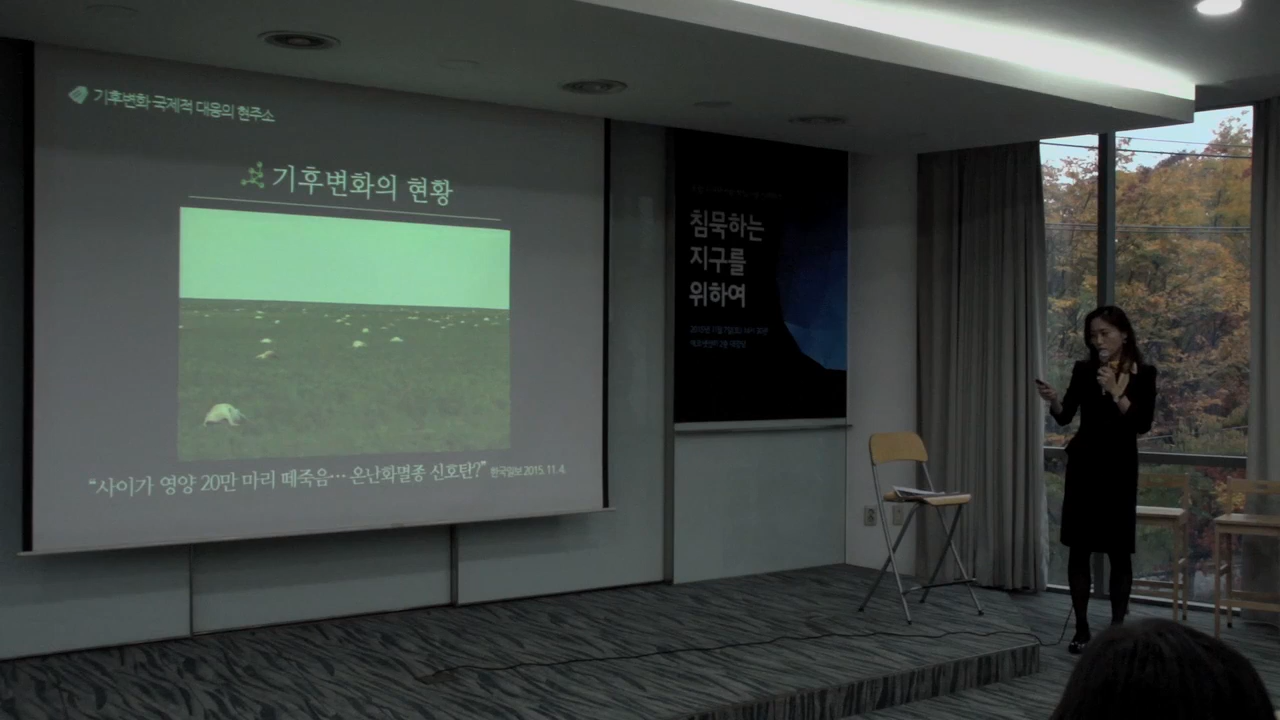 기후변화 국제적 대응의 현주소
기후변화의 현황
“사이가 영양 20만 마리 떼죽음… 온난화멸종 신호탄?” 한국일보 2015. 11. 4.
침묵하는
지구를
위하여